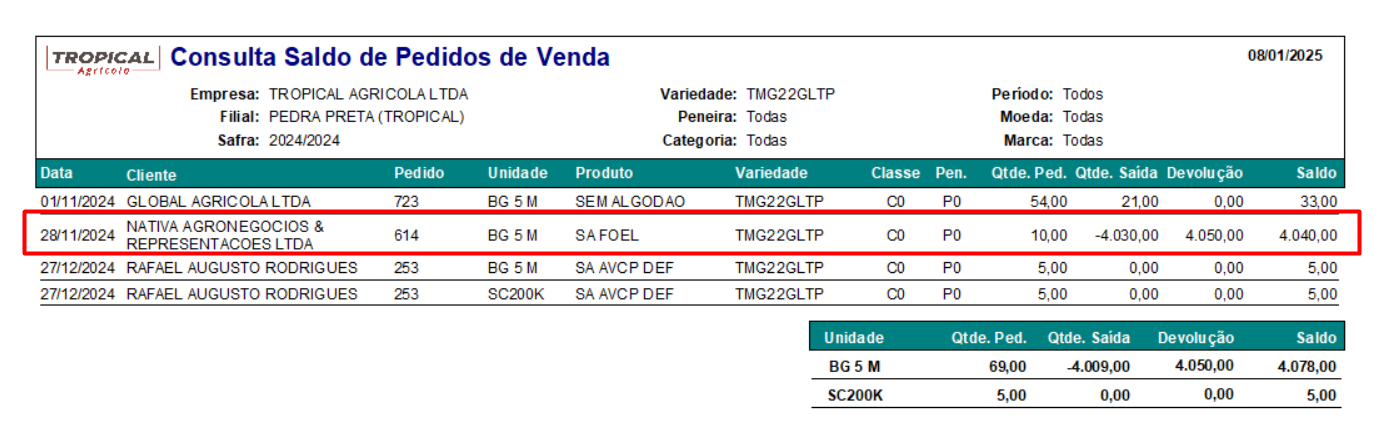 TROPICAL Consulta Saldo de Pedidos de Venda 08/01/2025
Agrícola
Empresa: TROPICAL AGRICOLA LTDA Variedade: TMG22GLTP Período: Todos
Filial: PEDRA PRETA (TROPICAL) Peneira: Todas Moeda: Todas
Safra: 2024/2024 Categoria: Todas Marca: Todas
Data Cliente Pedido Unidade Produto Variedade Classe Pen. Qtde. Ped. Qtde. Saída Devolução Saldo
01/11/2024 GLOBAL AGRICOLA LTDA 723 BG 5 M SEM ALGODAO TMG22GLTP C0 P0 54,00 21,00 0,00 33,00
28/11/2024 NATIVA AGRONEGOCIOS & 614 BG 5 M SA FOEL TMG22GLTP C0 P0 10,00 -4.030,00 4.050,00 4.040,00
REPRESENTACOES LTDA
27/12/2024 RAFAEL AUGUSTO RODRIGUES 253 BG 5 M SA AVCP DEF TMG22GLTP C0 P0 5,00 0,00 0,00 5,00
27/12/2024 RAFAEL AUGUSTO RODRIGUES 253 SC200K SA AVCP DEF TMG22GLTP C0 P0 5,00 0,00 0,00 5,00
Unidade Qtde. Ped. Qtde. Saída Devolução Saldo
BG 5 M 69,00 -4.009,00 4.050,00 4.078,00
SC200K 5,00 0,00 0,00 5,00